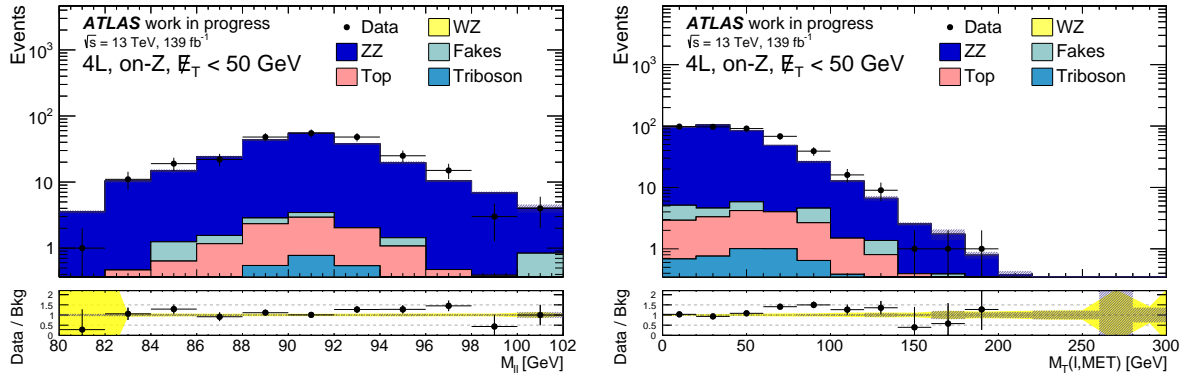 ATLAS work in progress
√s = 13 TeV, 139 fb⁻¹
4L, on-Z, E̸_T < 50 GeV
Data
ZZ
Top
WZ
Fakes
Triboson
Events
10³
10²
10
1
Data / Bkg
2
1.5
1
0.5
0
80 82 84 86 88 90 92 94 96 98 100 102
M_ll [GeV]
ATLAS work in progress
√s = 13 TeV, 139 fb⁻¹
4L, on-Z, E̸_T < 50 GeV
Data
ZZ
Top
WZ
Fakes
Triboson
Events
10³
10²
10
1
Data / Bkg
2
1.5
1
0.5
0
0 50 100 150 200 250 300
M_T(l,MET) [GeV]